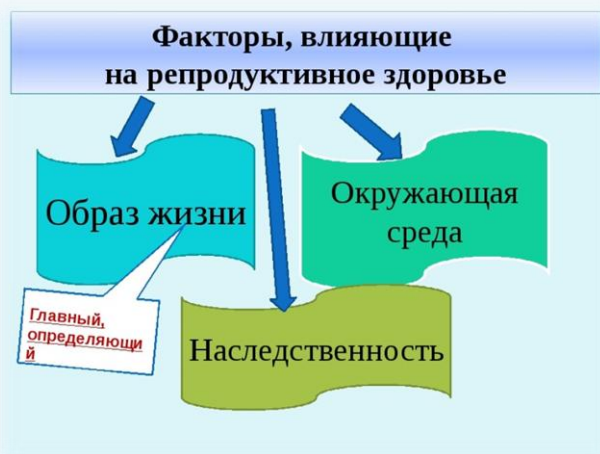 Факторы, влияющие
на репродуктивное здоровье
Образ жизни
Окружающая
среда
Главный,
определяющи
й
Наследственность